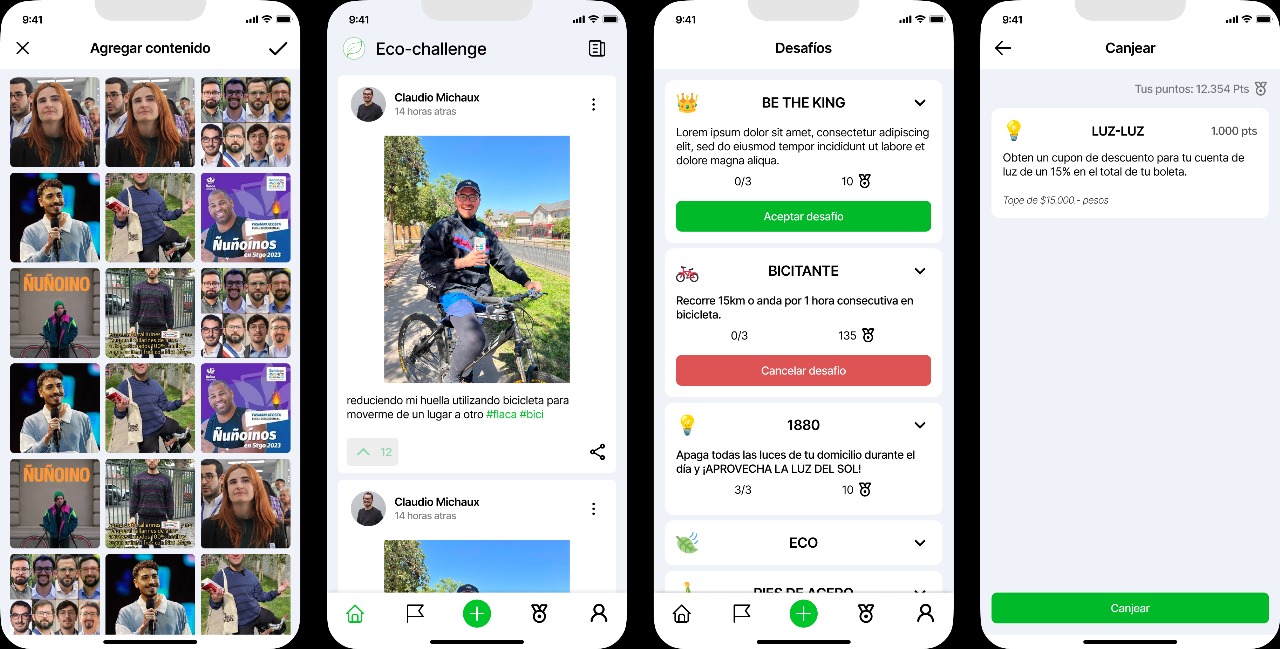 9:41
Agregar contenido
Ñuñoínos
en Stgo 2023
ÑUÑOINO
Ñuñoínos
en Stgo 2023
ÑUÑOINO
9:41
Eco-challenge
Claudio Michaux
14 horas atras
reduciendo mi huella utilizando bicicleta para
moverme de un lugar a otro #flaca #bici
12
Claudio Michaux
14 horas atras
9:41
Desafíos
BE THE KING
Lorem ipsum dolor sit amet, consectetur adipiscing
elit, sed do eiusmod tempor incididunt ut labore et
dolore magna aliqua.
0/3 10
Aceptar desafío
BICITANTE
Recorre 15km o anda por 1 hora consecutiva en
bicicleta.
0/3 135
Cancelar desafío
1880
Apaga todas las luces de tu domicilio durante el
día y ¡APROVECHA LA LUZ DEL SOL!
3/3 10
ECO
PIES DE ACERO
9:41
Canjear
Tus puntos: 12.354 Pts
LUZ-LUZ 1.000 pts
Obten un cupon de descuento para tu cuenta de
luz de un 15% en el total de tu boleta.
Tope de $15.000.- pesos
Canjear